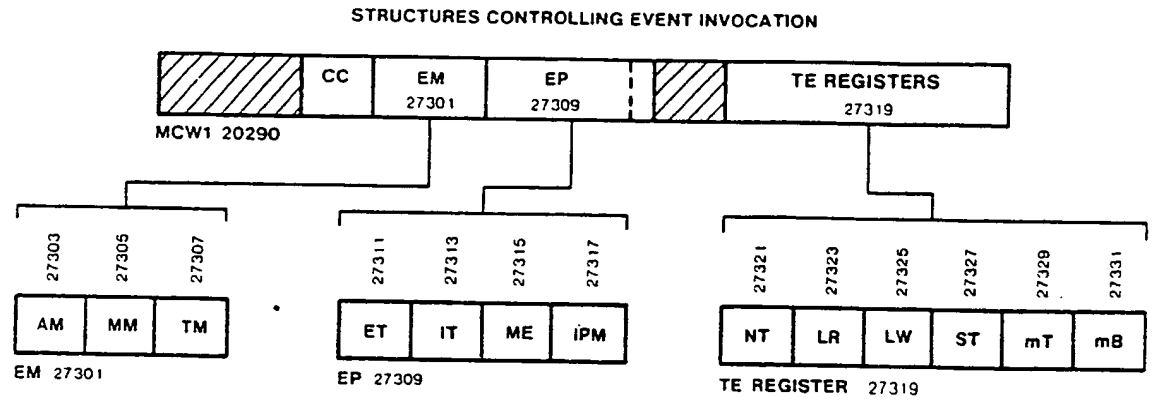 STRUCTURES CONTROLLING EVENT INVOCATION
CC EM EP TE REGISTERS
27301 27309 27319
MCW1 20290
27303 27305 27307 27311 27313 27315 27317 27321 27323 27325 27327 27329 27331
AM MM TM ET IT ME IPM NT LR LW ST mT mB
EM 27301 EP 27309 TE REGISTER 27319